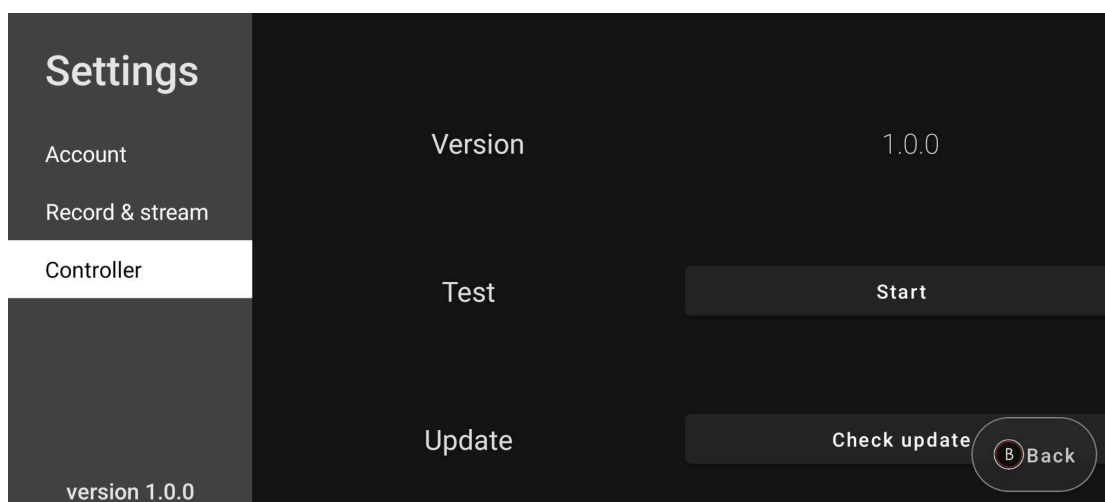 Settings
Account
Record & stream
Controller
version 1.0.0
Version
1.0.0
Test
Start
Update
Check update
B Back